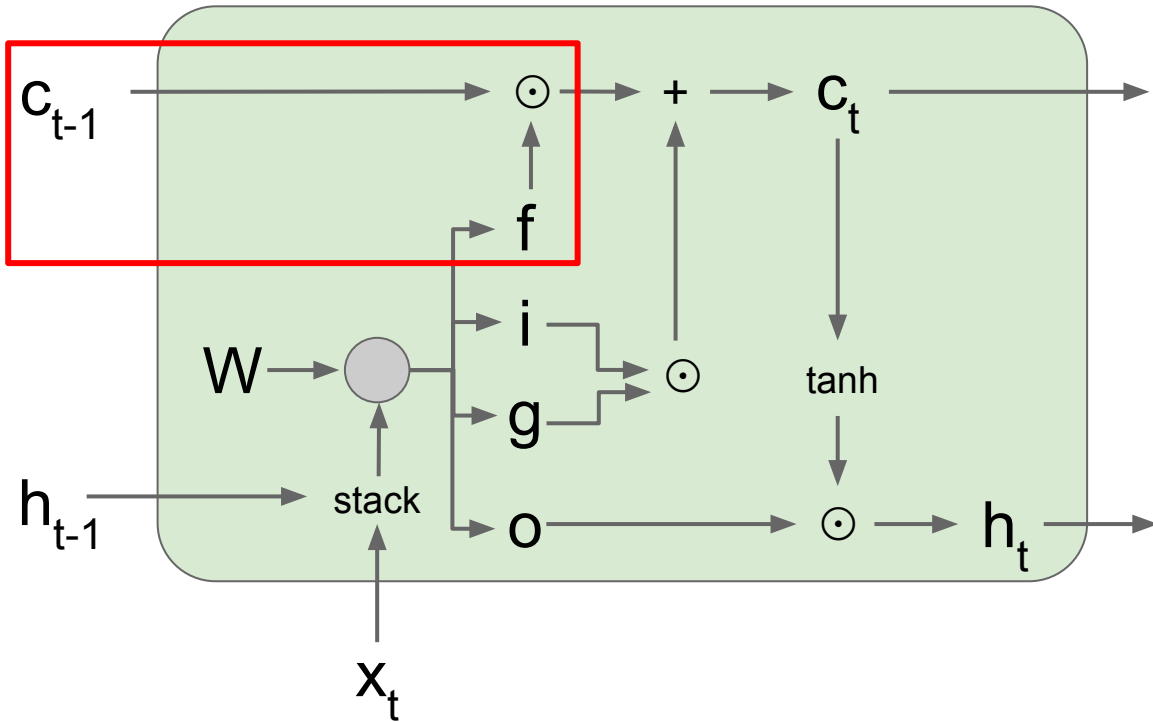 c_t-1 ⊙ + c_t
f
i
W ⊙ tanh
g
h_t-1 stack o ⊙ h_t
x_t